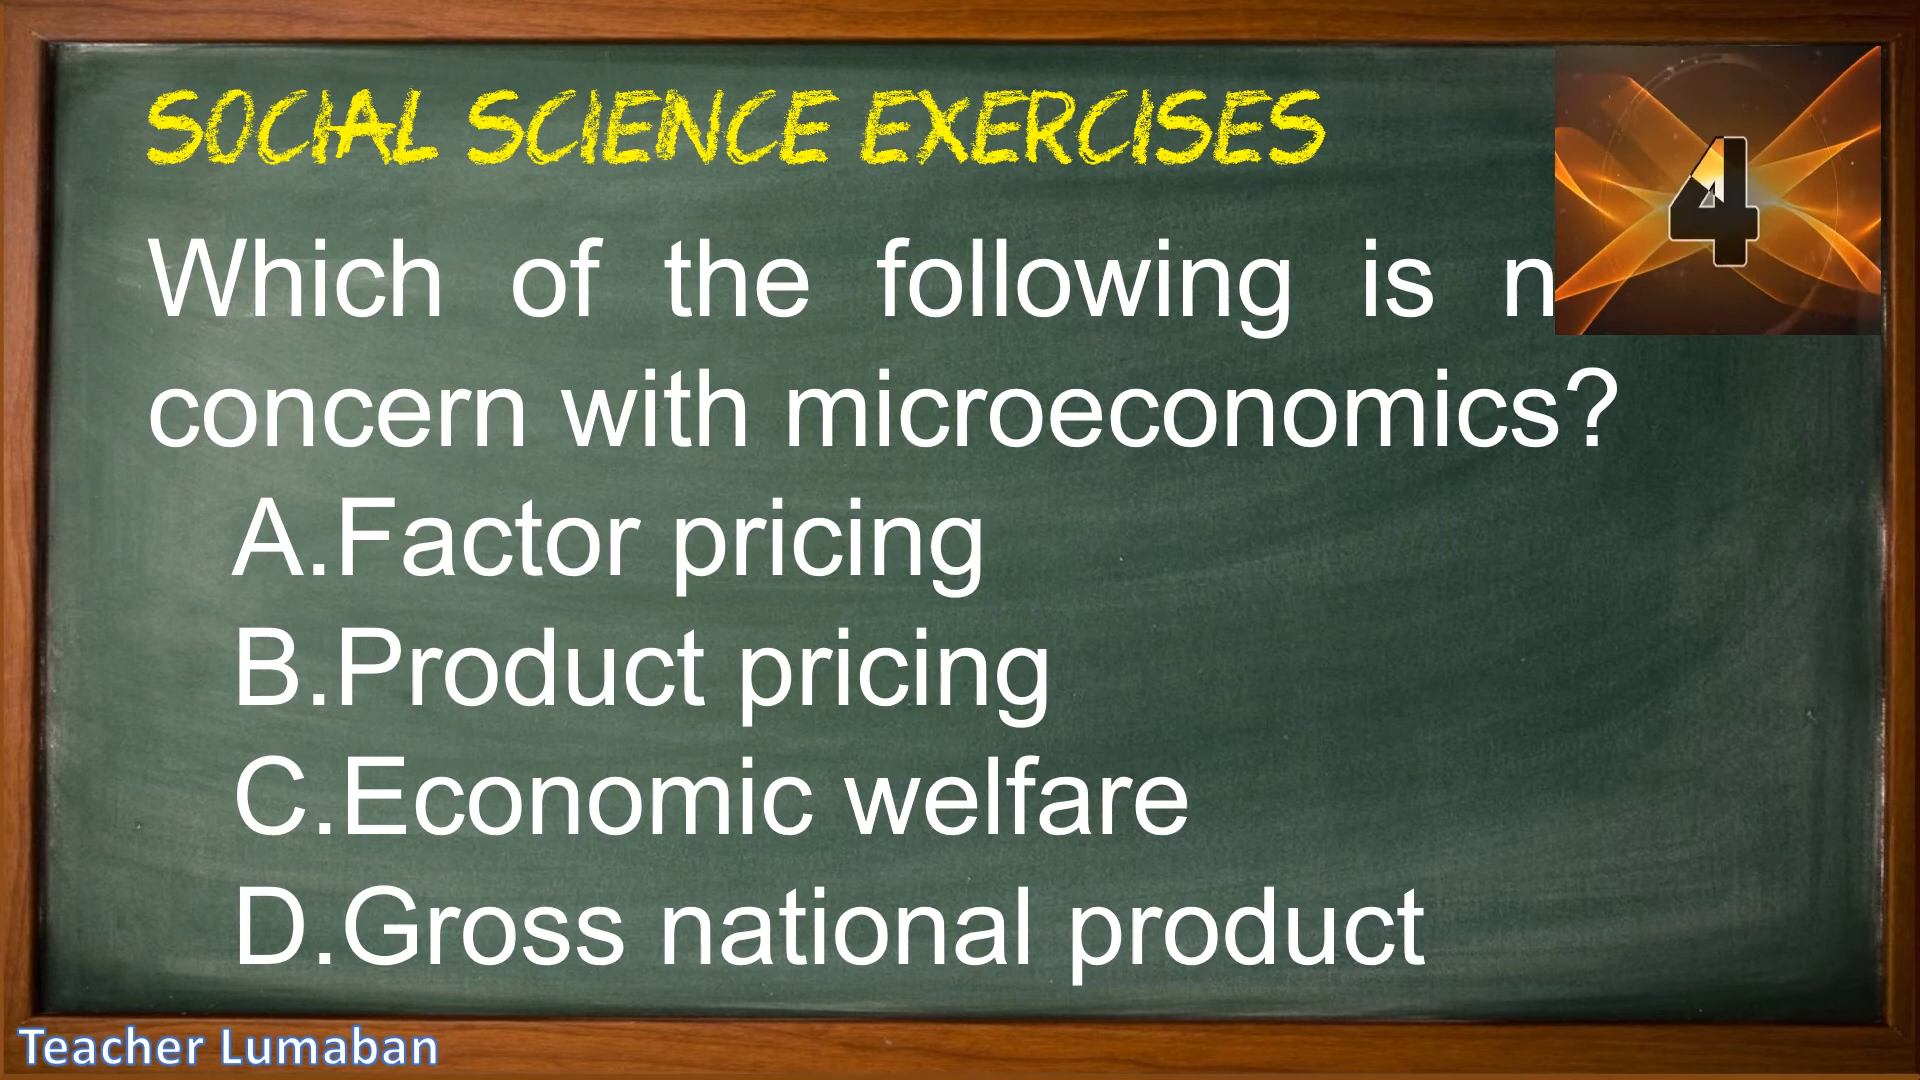 SOCIAL SCIENCE EXERCISES
4
Which of the following is
concern with microeconomics?
A.Factor pricing
B.Product pricing
C.Economic welfare
D.Gross national product
Teacher Lumaban